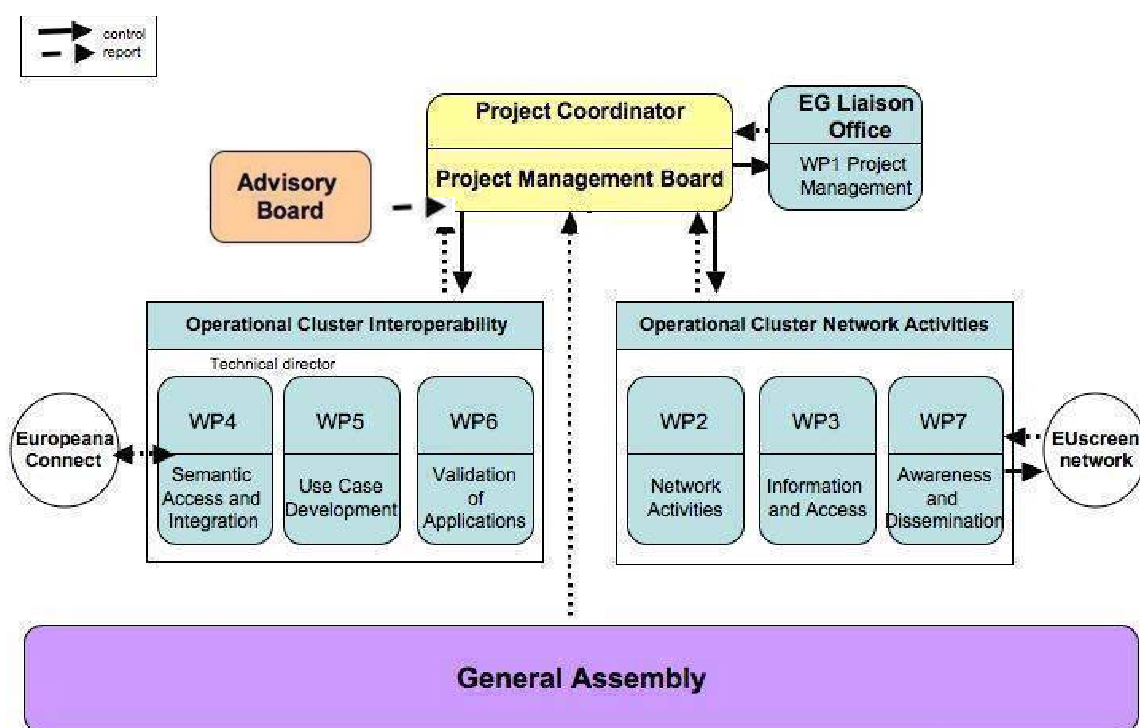 control
report
Project Coordinator
Project Management Board
EG Liaison
Office
WP1 Project
Management
Advisory
Board
Operational Cluster Interoperability
Technical director
WP4
Semantic
Access and
Integration
WP5
Use Case
Development
WP6
Validation
of
Applications
Operational Cluster Network Activities
WP2
Network
Activities
WP3
Information
and Access
WP7
Awareness
and
Dissemination
Europeana
Connect
EUscreen
network
General Assembly